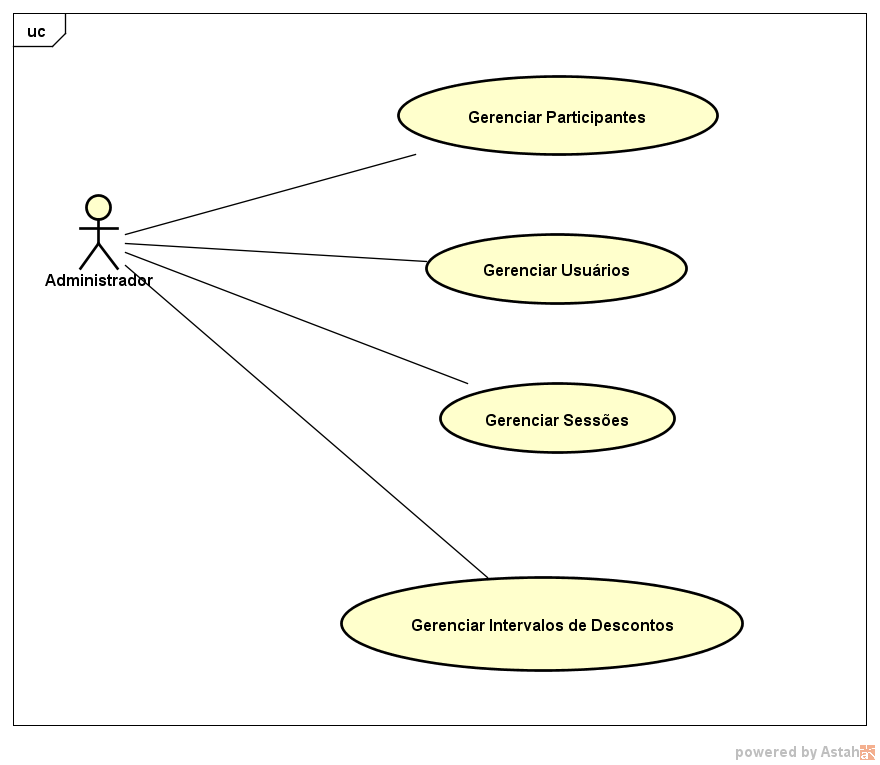 uc
Gerenciar Participantes
Administrador
Gerenciar Usuários
Gerenciar Sessões
Gerenciar Intervalos de Descontos
powered by Astah